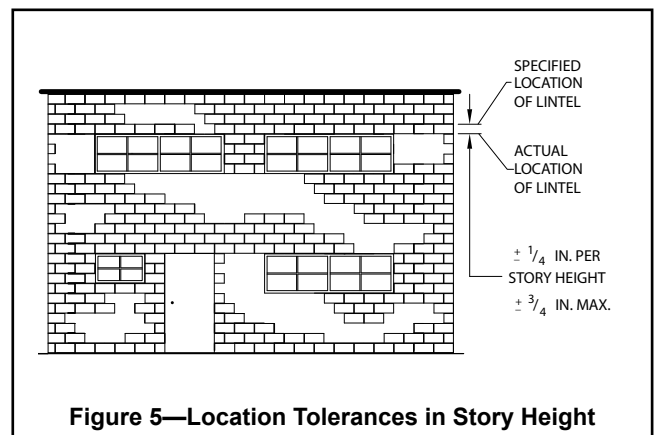 SPECIFIED
LOCATION
OF LINTEL
ACTUAL
LOCATION
OF LINTEL
± 1/4 IN. PER
STORY HEIGHT
± 3/4 IN. MAX.
Figure 5—Location Tolerances in Story Height